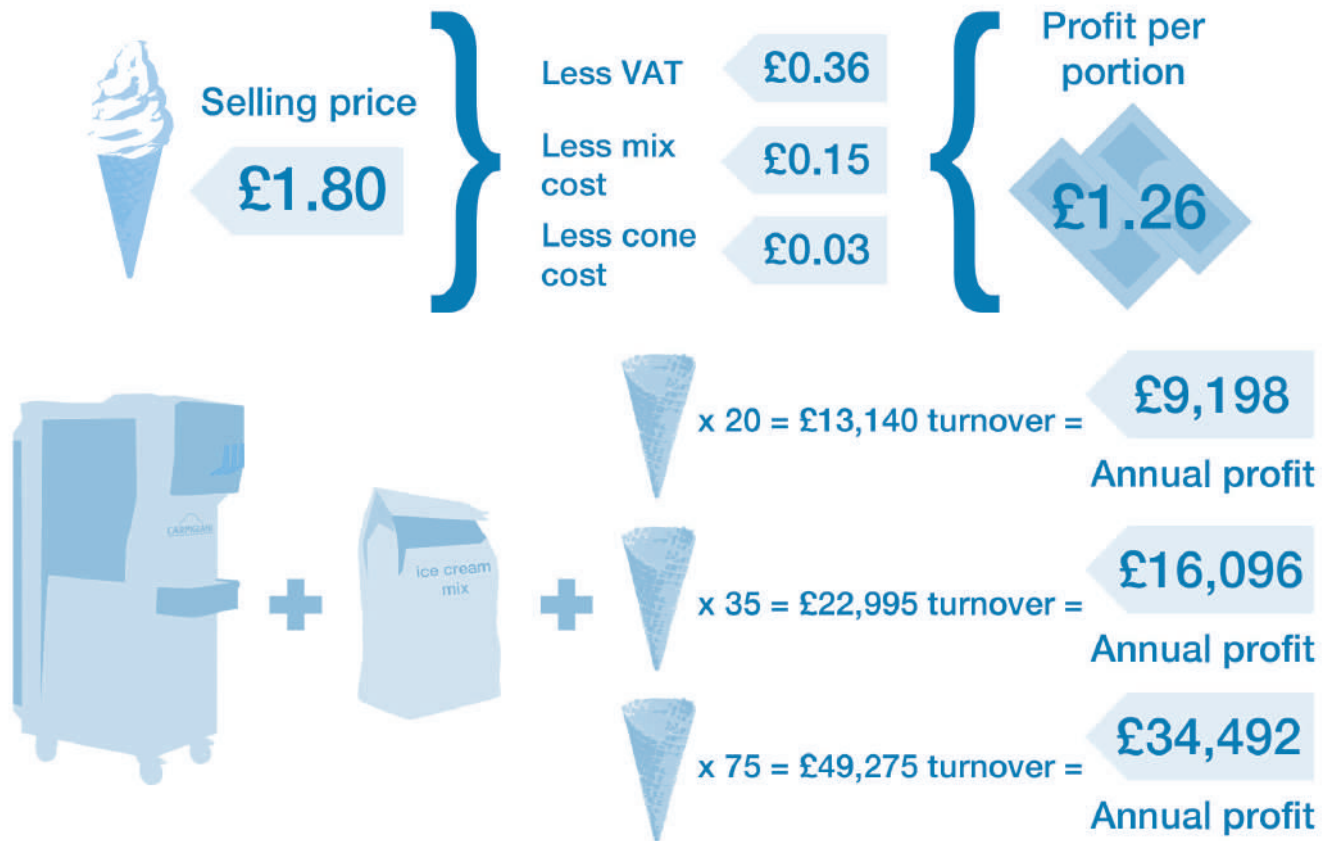 Selling price
£1.80
Less VAT
£0.36
Less mix
cost
£0.15
Less cone
cost
£0.03
Profit per
portion
£1.26
CARPIGIANI
ice cream
mix
x 20 = £13,140 turnover =
£9,198
Annual profit
x 35 = £22,995 turnover =
£16,096
Annual profit
x 75 = £49,275 turnover =
£34,492
Annual profit